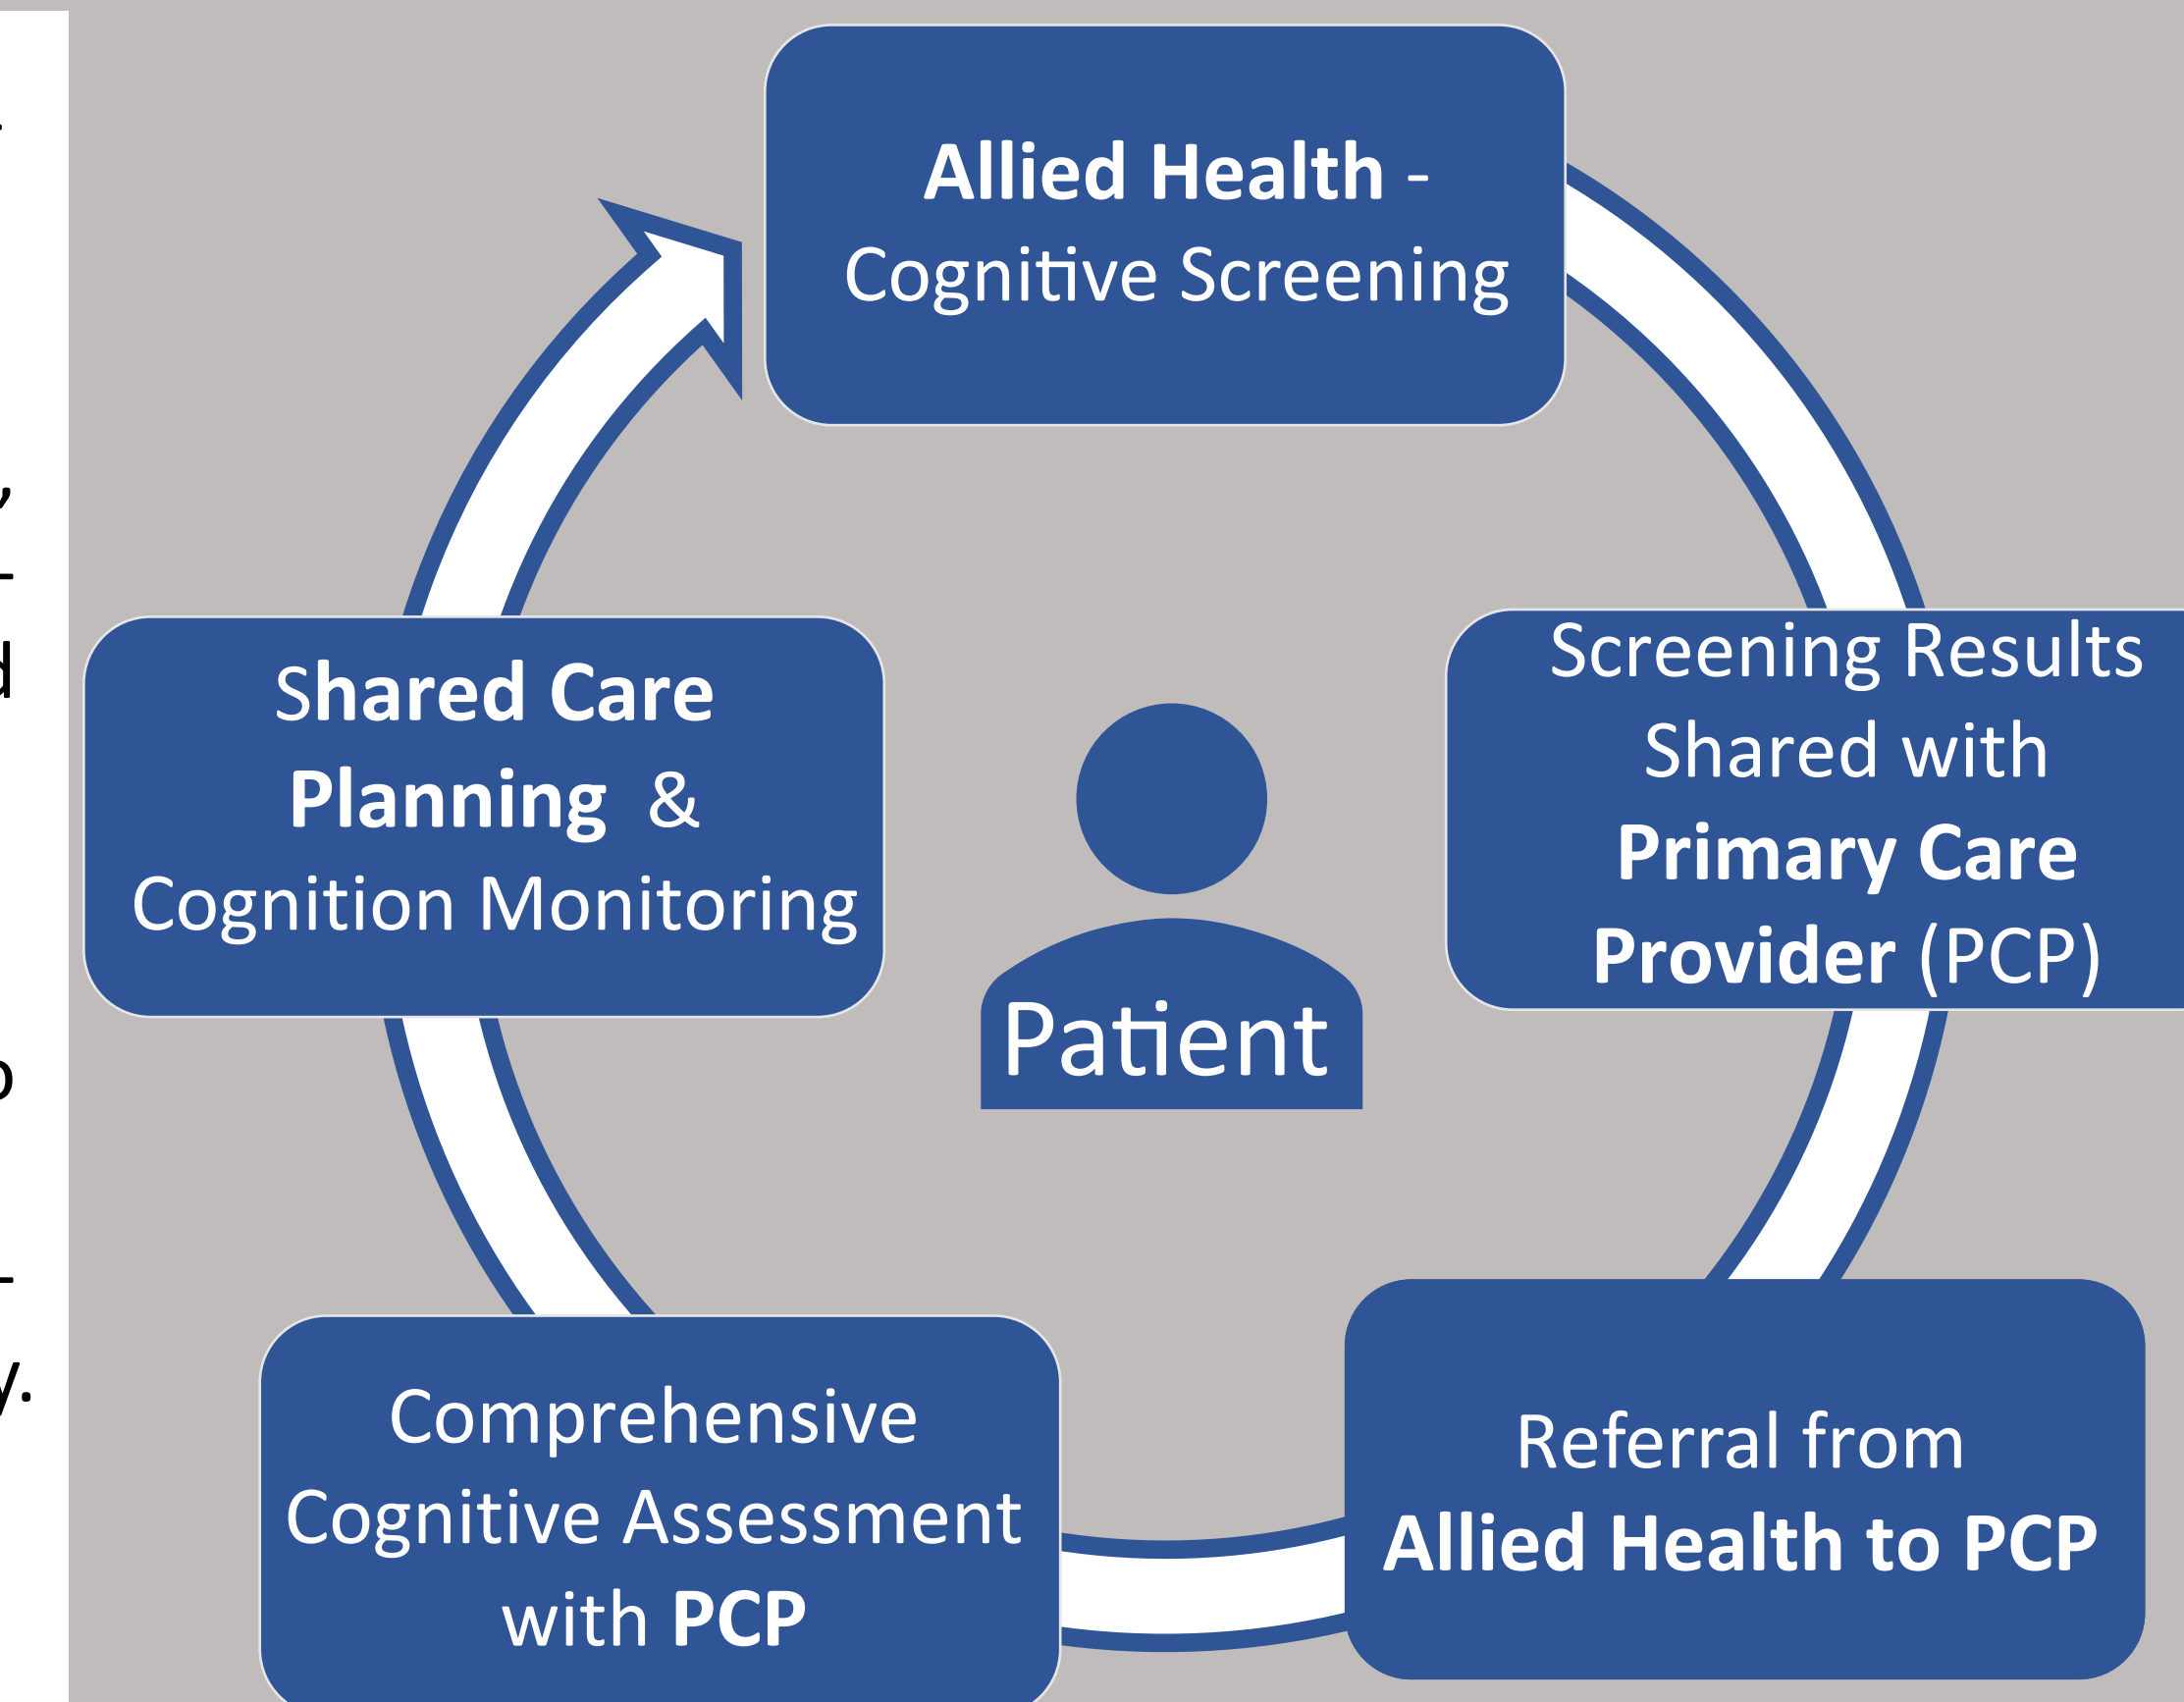 Allied Health -
Cognitive Screening
Screening Results
Shared with
Primary Care
Provider (PCP)
Referral from
Allied Health to PCP
Comprehensive
Cognitive Assessment
with PCP
Shared Care
Planning &
Cognition Monitoring
Patient